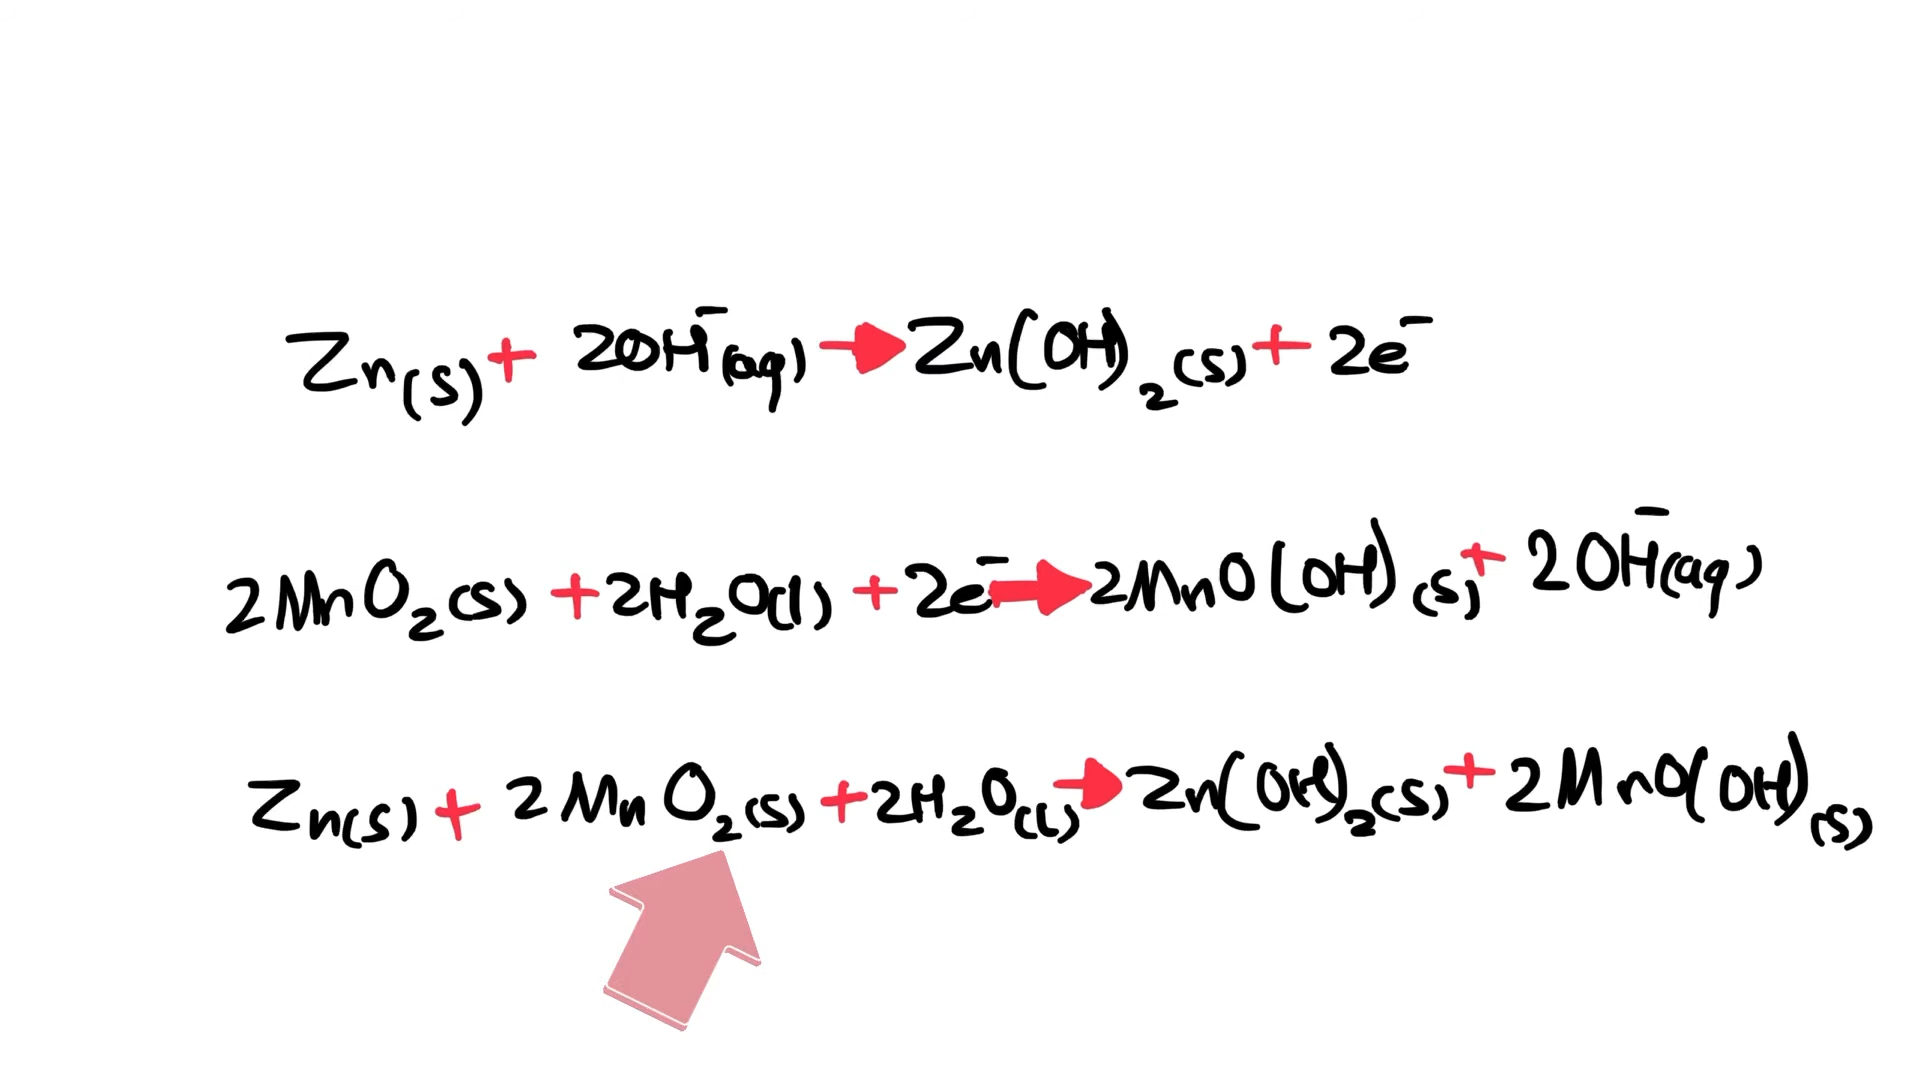 Zn(s) + 2OH⁻(aq) → Zn(OH)₂(s) + 2e⁻
2MnO₂(s) + 2H₂O(l) + 2e⁻ → 2MnO(OH)(s) + 2OH⁻(aq)
Zn(s) + 2MnO₂(s) + 2H₂O(l) → Zn(OH)₂(s) + 2MnO(OH)(s)